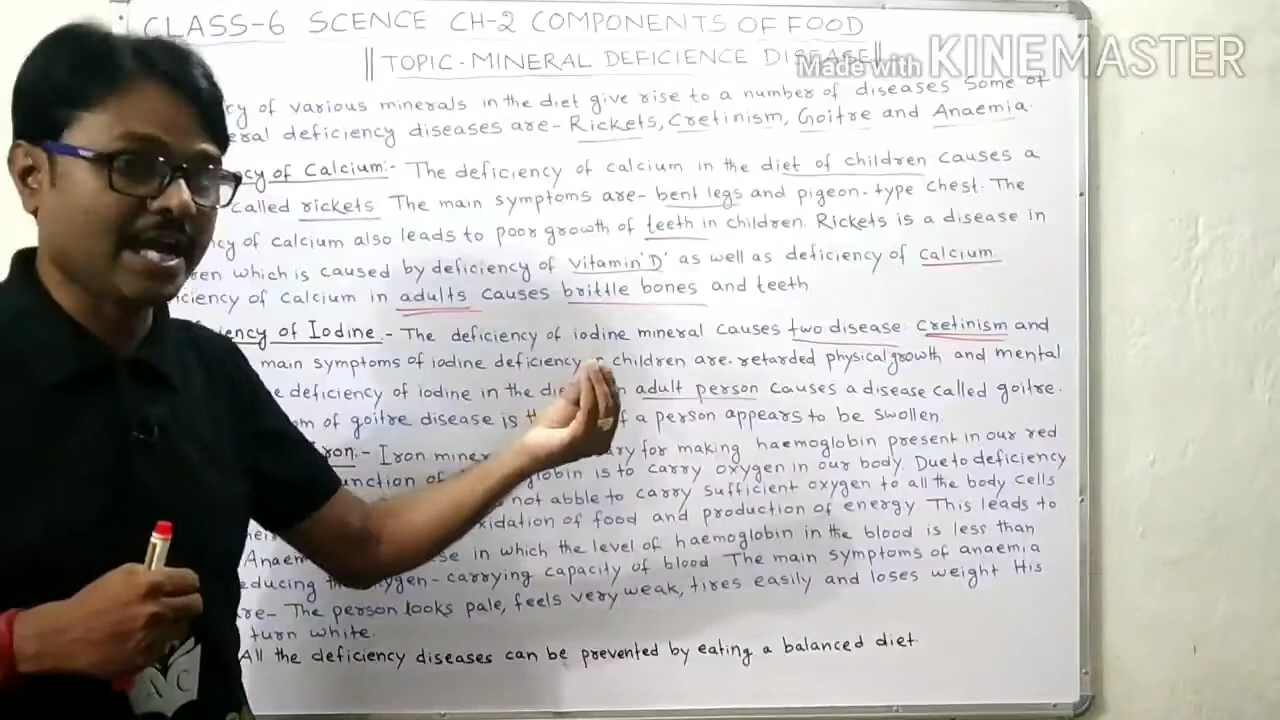 CLASS-6 SCENCE CH-2 COMPONENTS OF FOOD
||TOPIC-MINERAL DEFICIENCE DISEASE||
Made with KINEMASTER
of various minerals in the diet give rise to a number of diseases Some of
deficiency diseases are- Rickets, Cretinism, Goitre and Anaemia.
of Calcium:- The deficiency of calcium in the diet of children causes a
called rickets The main symptoms are- bent legs and pigeon-type chest. The
of calcium also leads to poor growth of teeth in children. Rickets is a disease in
which is caused by deficiency of vitamin'D' as well as deficiency of calcium
of calcium in adults causes brittle bones and teeth.
of Iodine.- The deficiency of iodine mineral causes two disease cretinism and
main symptoms of iodine deficiency children are. retarded physical growth and mental
deficiency of iodine in the adult person causes a disease called goitre.
of goitre disease is a person appears to be swollen.
- Iron for making haemoglobin present in our red
of is to carry oxygen in our body. Due to deficiency
not abble to carry sufficient oxygen to all the body cells
of food and production of energy. This leads to
in which the level of haemoglobin in the blood is less than
carrying capacity of blood The main symptoms of anaemia
- The person looks pale, feels very weak, tires easily and loses weight His
turn white.
All the deficiency diseases can be prevented by eating a balanced diet.
A C